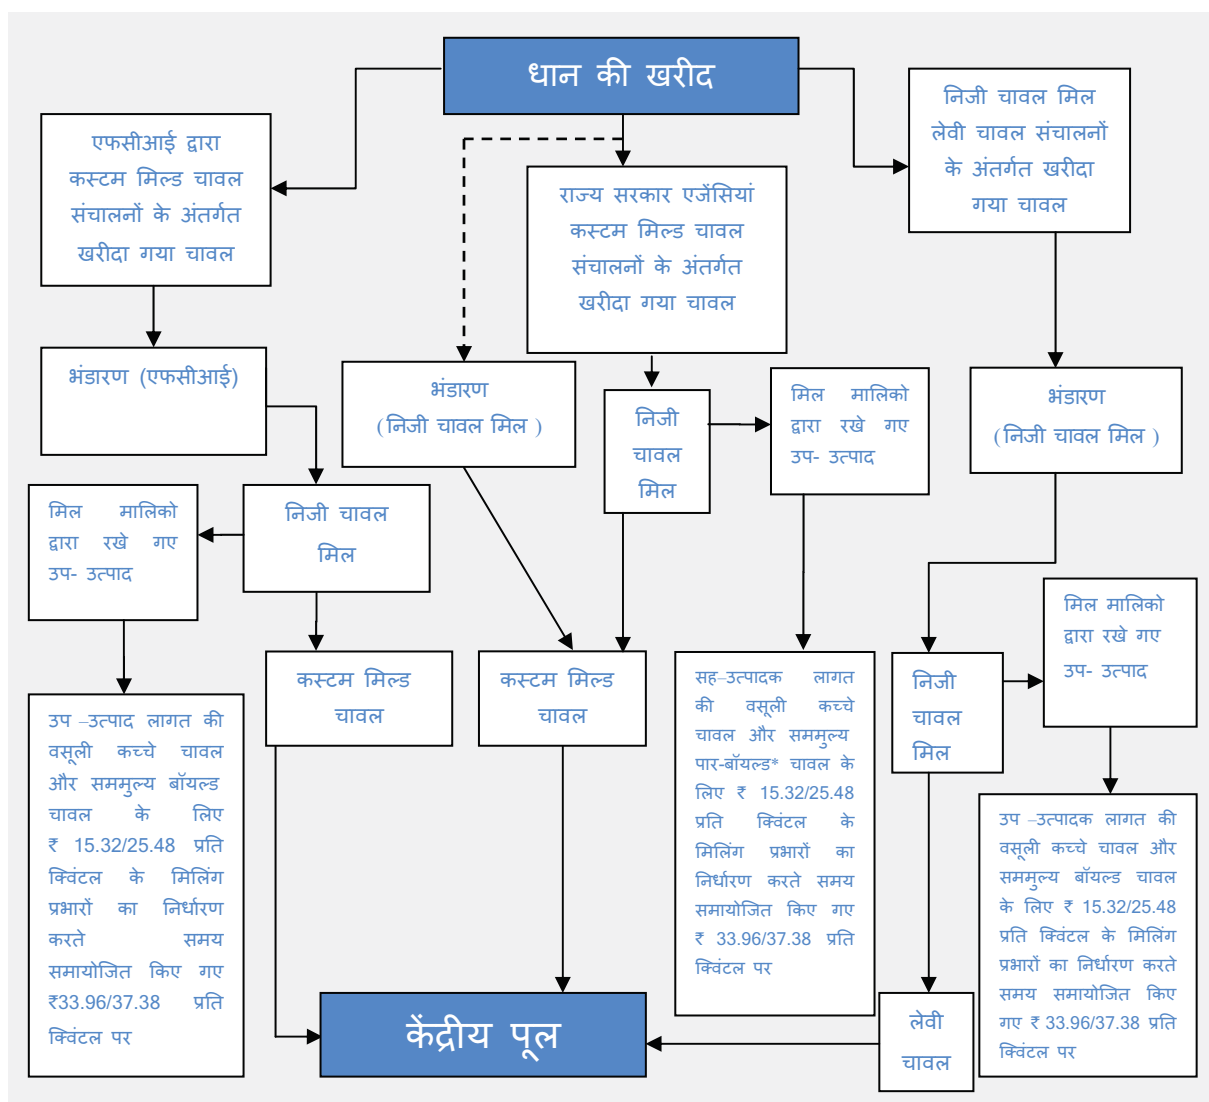 धान की खरीद
एफसीआई द्वारा
कस्टम मिल्ड चावल
संचालनों के अंतर्गत
खरीदा गया चावल
राज्य सरकार एजेंसियां
कस्टम मिल्ड चावल
संचालनों के अंतर्गत
खरीदा गया चावल
निजी चावल मिल
लेवी चावल संचालनों
के अंतर्गत खरीदा
गया चावल
भंडारण (एफसीआई)
भंडारण
(निजी चावल मिल )
निजी
चावल
मिल
मिल मालिको
द्वारा रखे गए
उप- उत्पाद
भंडारण
(निजी चावल मिल )
मिल मालिको
द्वारा रखे गए
उप- उत्पाद
निजी चावल
मिल
कस्टम मिल्ड
चावल
कस्टम मिल्ड
चावल
सह–उत्पादक लागत
की वसूली कच्चे
चावल और सममुल्य
पार-बॉयल्ड* चावल के
लिए ₹ 15.32/25.48
प्रति क्विंटल के
मिलिंग प्रभारों का
निर्धारण करते समय
समायोजित किए गए
₹ 33.96/37.38 प्रति
क्विंटल पर
निजी
चावल
मिल
मिल मालिको
द्वारा रखे गए
उप- उत्पाद
उप –उत्पाद लागत की
वसूली कच्चे चावल
और सममुल्य बॉयल्ड
चावल के लिए
₹ 15.32/25.48 प्रति
क्विंटल के मिलिंग
प्रभारों का निर्धारण
करते समय
समायोजित किए गए
₹33.96/37.38 प्रति
क्विंटल पर
उप –उत्पादक लागत की
वसूली कच्चे चावल और
सममुल्य बॉयल्ड चावल
के लिए ₹ 15.32/25.48
प्रति क्विंटल के मिलिंग
प्रभारों का निर्धारण करते
समय समायोजित किए
गए ₹ 33.96/37.38 प्रति
क्विंटल पर
केंद्रीय पूल
लेवी
चावल